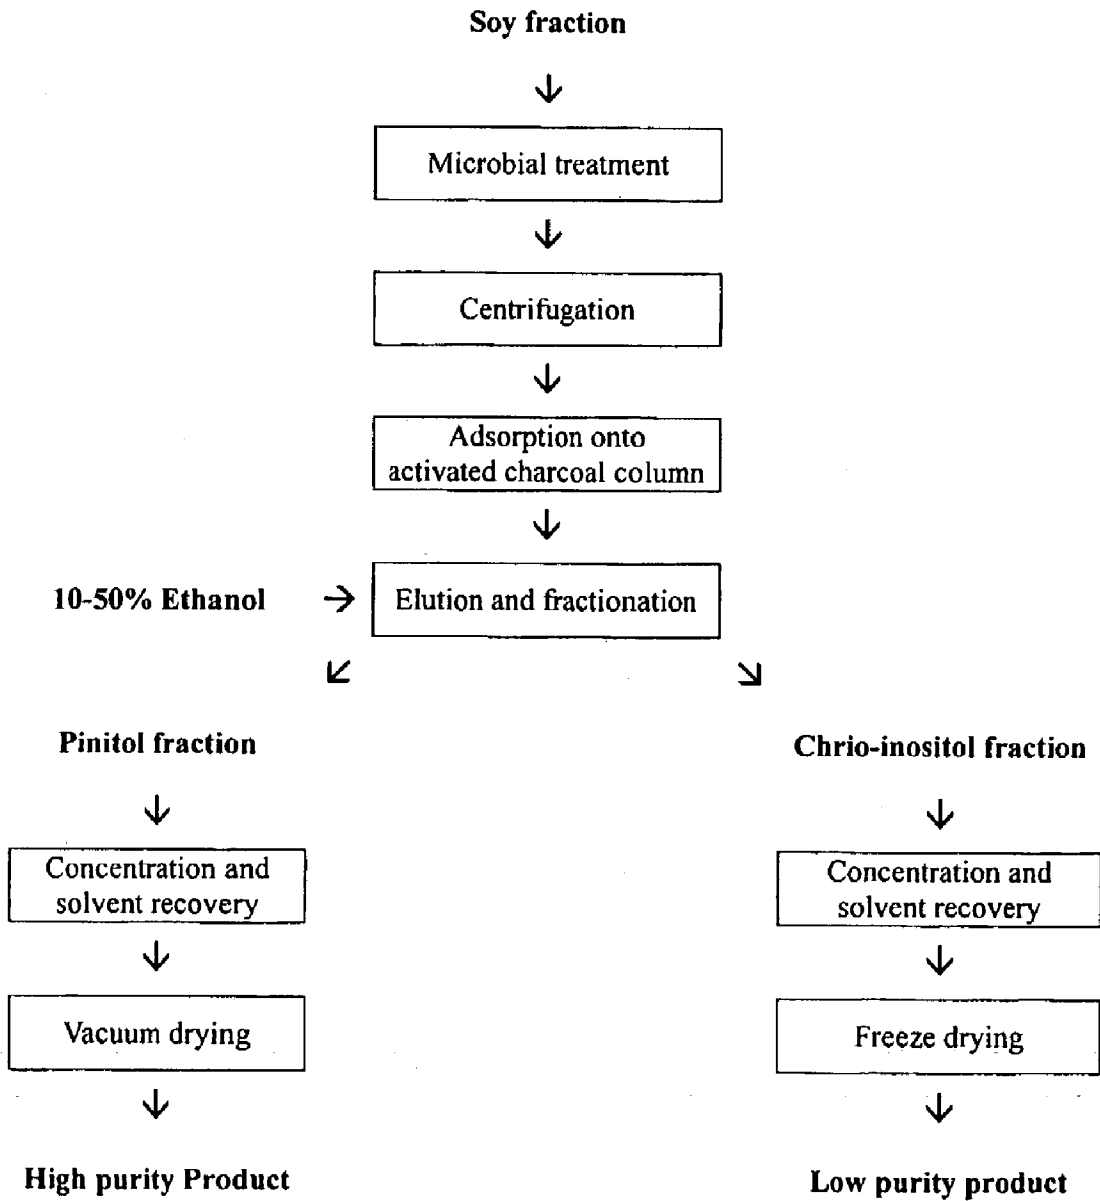 Soy fraction
Microbial treatment
Centrifugation
Adsorption onto
activated charcoal column
10-50% Ethanol
Elution and fractionation
Pinitol fraction
Chrio-inositol fraction
Concentration and
solvent recovery
Concentration and
solvent recovery
Vacuum drying
Freeze drying
High purity Product
Low purity product